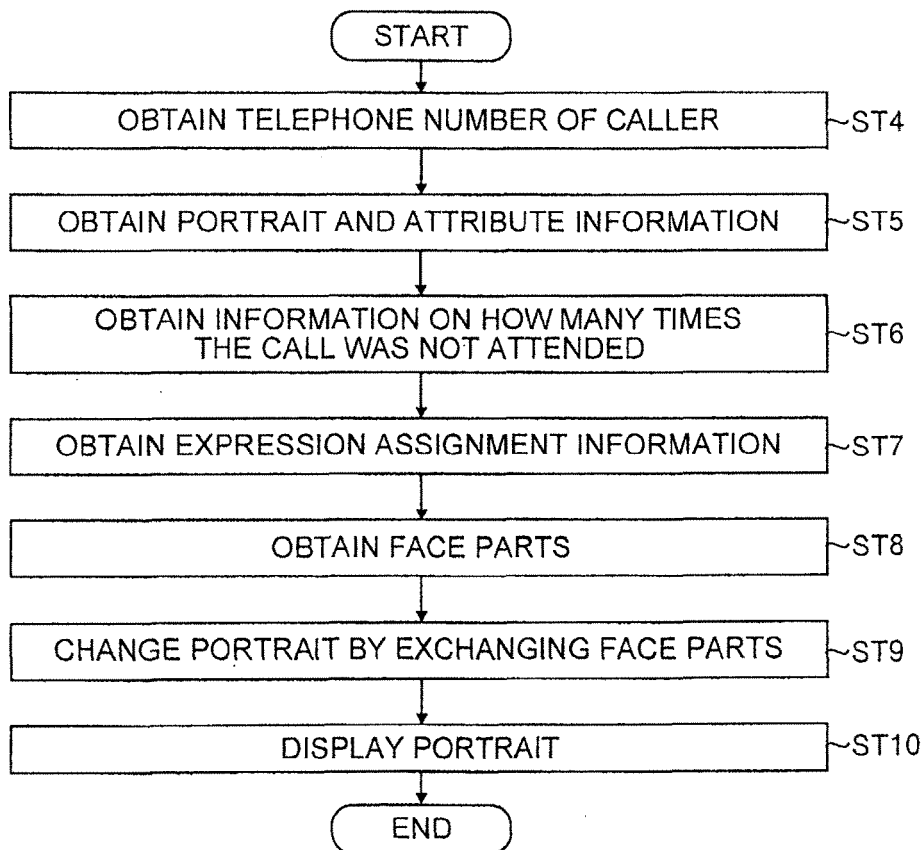 START
OBTAIN TELEPHONE NUMBER OF CALLER
~ST4
OBTAIN PORTRAIT AND ATTRIBUTE INFORMATION
~ST5
OBTAIN INFORMATION ON HOW MANY TIMES
THE CALL WAS NOT ATTENDED
~ST6
OBTAIN EXPRESSION ASSIGNMENT INFORMATION
~ST7
OBTAIN FACE PARTS
~ST8
CHANGE PORTRAIT BY EXCHANGING FACE PARTS
~ST9
DISPLAY PORTRAIT
~ST10
END